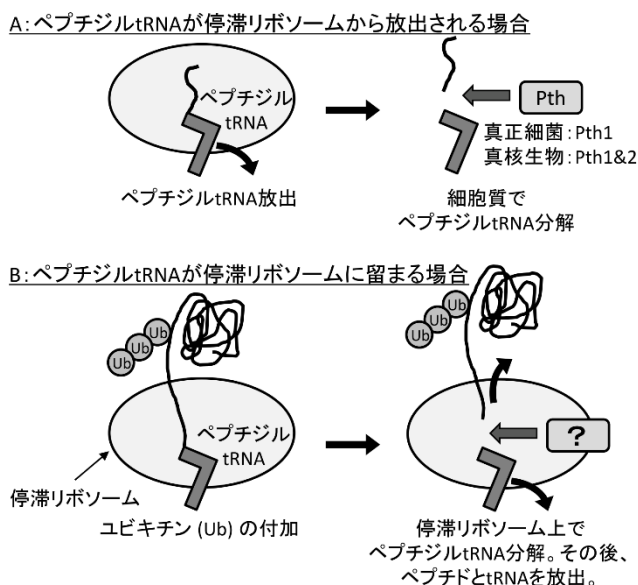 A：ペプチジルtRNAが停滞リボソームから放出される場合
ペプチジル
tRNA
ペプチジルtRNA放出
Pth
真正細菌：Pth1
真核生物：Pth1&2
細胞質で
ペプチジルtRNA分解
B：ペプチジルtRNAが停滞リボソームに留まる場合
Ub
Ub
Ub
ペプチジル
tRNA
停滞リボソーム
ユビキチン (Ub) の付加
Ub
Ub
Ub
?
停滞リボソーム上で
ペプチジルtRNA分解。その後、
ペプチドとtRNAを放出。